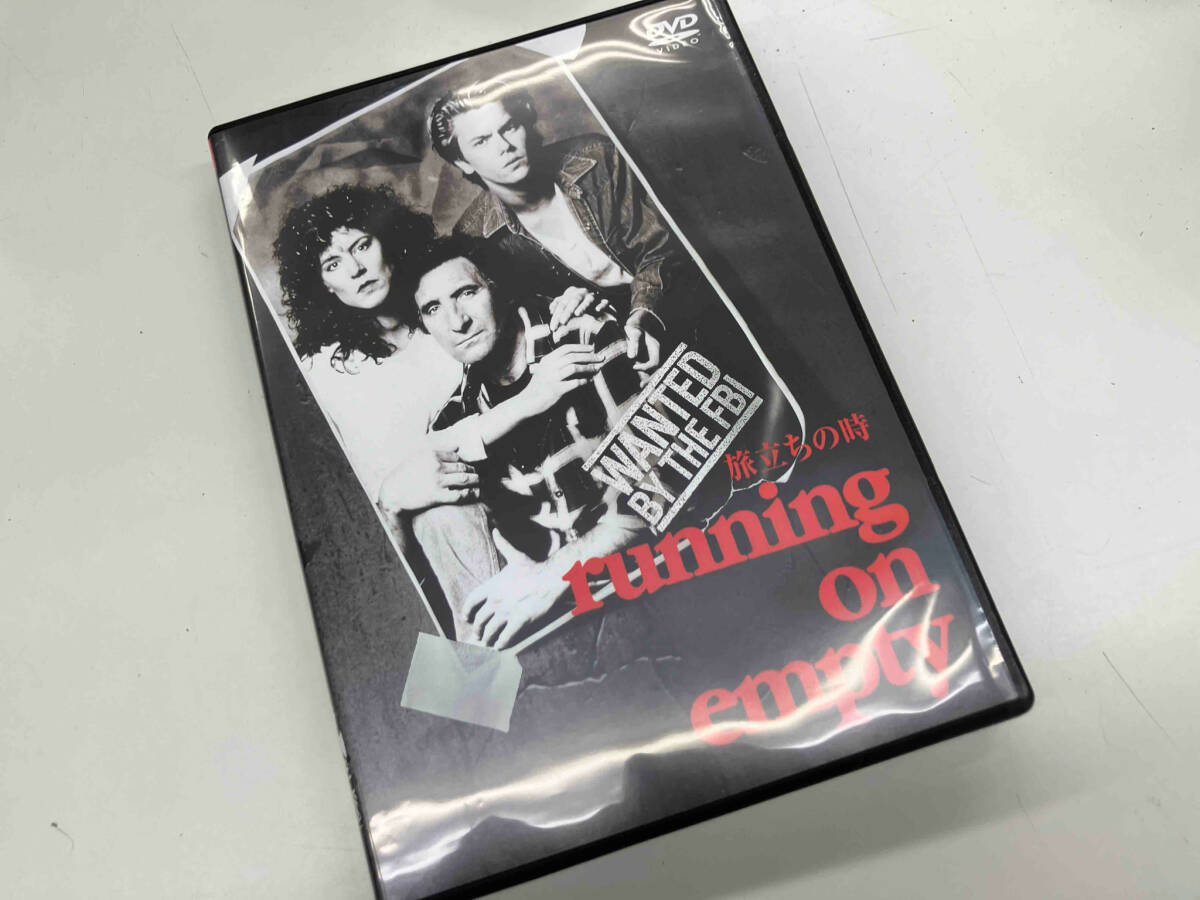 DVD
VIDEO
WANTED
BY THE FBI
旅立ちの時
running
on
empty